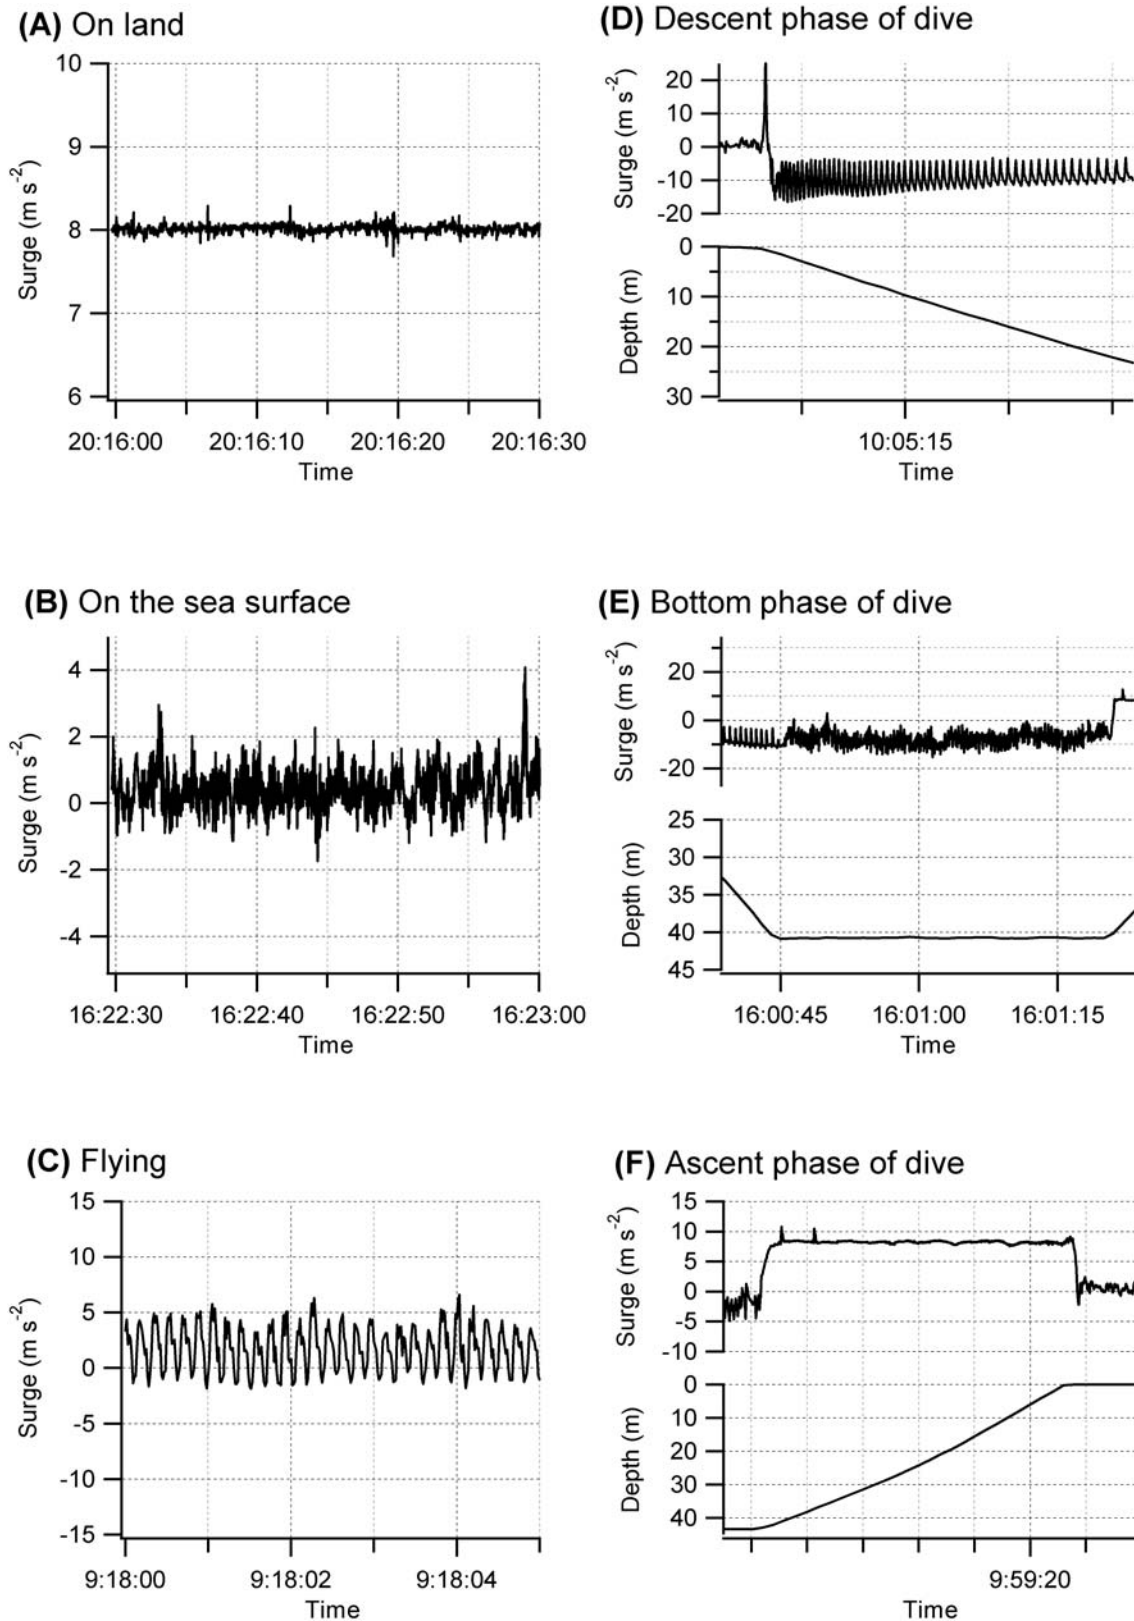 (A) On land
10
9
8
7
6
Surge (m s-2)
20:16:00 20:16:10 20:16:20 20:16:30
Time
(D) Descent phase of dive
20
10
0
-10
-20
Surge (m s-2)
0
10
20
30
Depth (m)
10:05:15
Time
(B) On the sea surface
4
2
0
-2
-4
Surge (m s-2)
16:22:30 16:22:40 16:22:50 16:23:00
Time
(E) Bottom phase of dive
20
0
-20
Surge (m s-2)
25
30
35
40
45
Depth (m)
16:00:45 16:01:00 16:01:15
Time
(C) Flying
15
10
5
0
-5
-10
-15
Surge (m s-2)
9:18:00 9:18:02 9:18:04
Time
(F) Ascent phase of dive
15
10
5
0
-5
-10
Surge (m s-2)
0
10
20
30
40
Depth (m)
9:59:20
Time